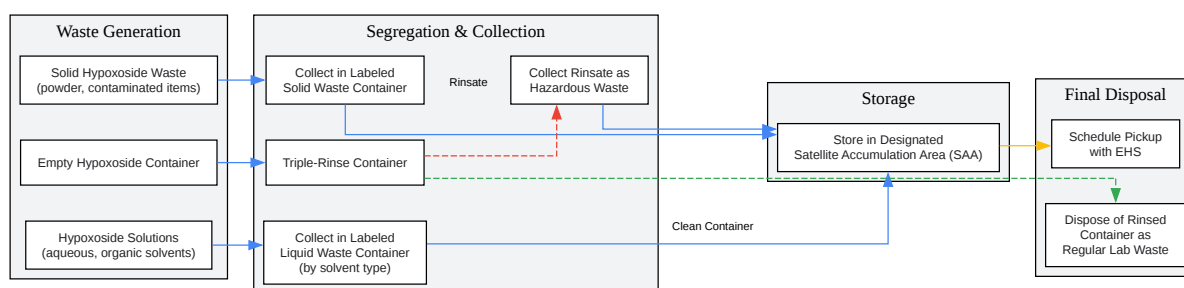 Waste Generation
Solid Hypoxoside Waste
(powder, contaminated items)
Empty Hypoxoside Container
Hypoxoside Solutions
(aqueous, organic solvents)
Segregation & Collection
Collect in Labeled
Solid Waste Container
Rinsate
Collect Rinsate as
Hazardous Waste
Triple-Rinse Container
Collect in Labeled
Liquid Waste Container
(by solvent type)
Clean Container
Storage
Store in Designated
Satellite Accumulation Area (SAA)
Final Disposal
Schedule Pickup
with EHS
Dispose of Rinsed
Container as
Regular Lab Waste